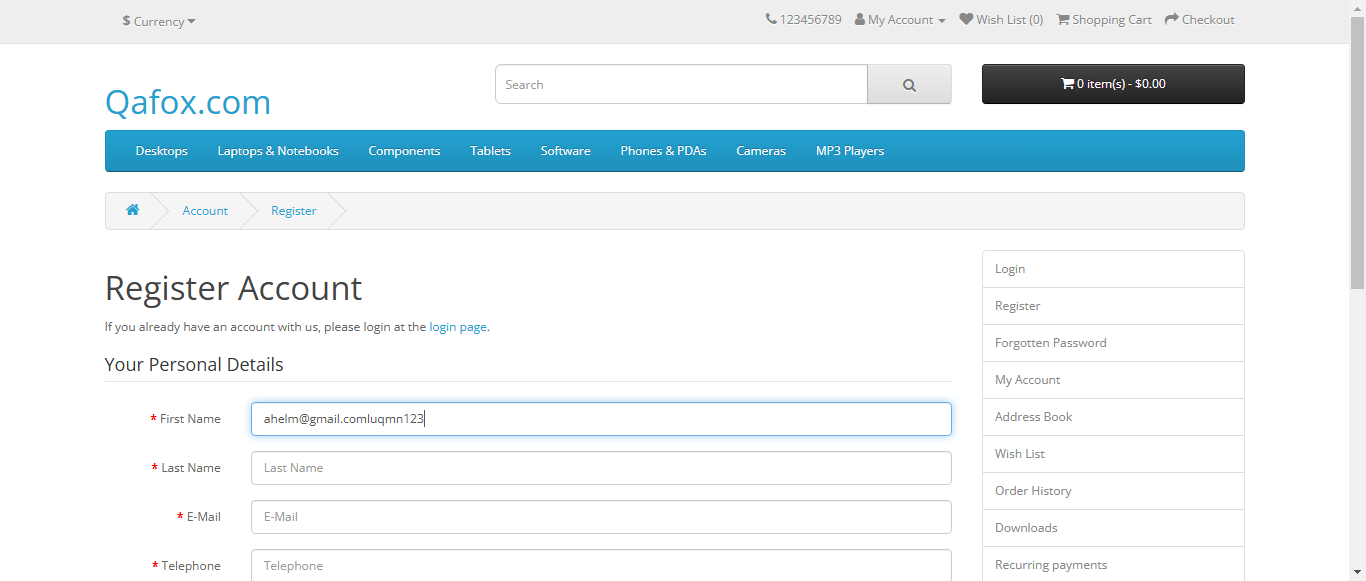 $ Currency
123456789 My Account Wish List (0) Shopping Cart Checkout
Qafox.com
Search
0 item(s) - $0.00
Desktops Laptops & Notebooks Components Tablets Software Phones & PDAs Cameras MP3 Players
Account Register
Register Account
If you already have an account with us, please login at the login page.
Your Personal Details
* First Name ahelm@gmail.comluqmn123
* Last Name Last Name
* E-Mail E-Mail
* Telephone Telephone
Login
Register
Forgotten Password
My Account
Address Book
Wish List
Order History
Downloads
Recurring payments